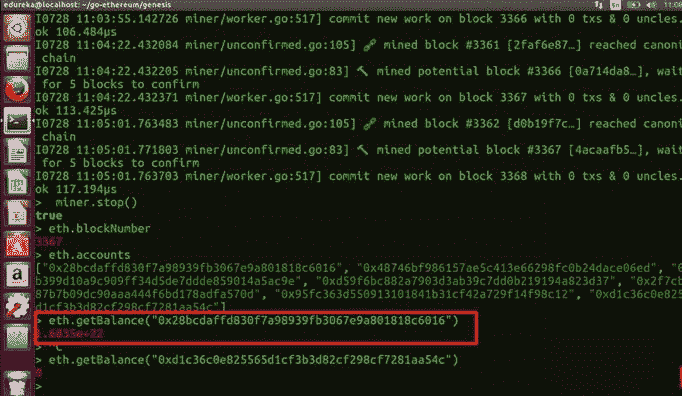 edureka@localhost: ~/go-ethereum/genesis
I0728 11:03:55.142726 miner/worker.go:517] commit new work on block 3366 with 0 txs & 0 uncles.
ok 106.484µs
I0728 11:04:22.432084 miner/unconfirmed.go:105] 🔗 mined block #3361 [2faf6e87…] reached canoni
chain
I0728 11:04:22.432205 miner/unconfirmed.go:83] 🔨 mined potential block #3366 [0a714da8…], wait
for 5 blocks to confirm
I0728 11:04:22.432371 miner/worker.go:517] commit new work on block 3367 with 0 txs & 0 uncles.
ok 113.425µs
I0728 11:05:01.763483 miner/unconfirmed.go:105] 🔗 mined block #3362 [d0b19f7c…] reached canoni
chain
I0728 11:05:01.771803 miner/unconfirmed.go:83] 🔨 mined potential block #3367 [4acaafb5…], wait
for 5 blocks to confirm
I0728 11:05:01.763703 miner/worker.go:517] commit new work on block 3368 with 0 txs & 0 uncles.
ok 117.194µs
> miner.stop()
true
> eth.blockNumber
3367
> eth.accounts
["0x28bcdaffd830f7a98939fb3067e9a801818c6016", "0x48746bf986157ae5c413e66298fc0b24dace06ed", "0
b399d10a9c909ff34d5de7ddde859014a5ac9e", "0xd59f6bc882a7903d3ab39c7dd0b219194a823d37", "0x2f7cb
87b7b09dc90aaa444f6bd178adfa570d", "0x95fc363d550913101841b31cf42a729f14f98c12", "0xd1c36c0e825
d1cf3b3d82cf298cf7281aa54c"]
> eth.getBalance("0x28bcdaffd830f7a98939fb3067e9a801818c6016")
1.6835e+22
> ^C
> eth.getBalance("0xd1c36c0e825565d1cf3b3d82cf298cf7281aa54c")
0
>